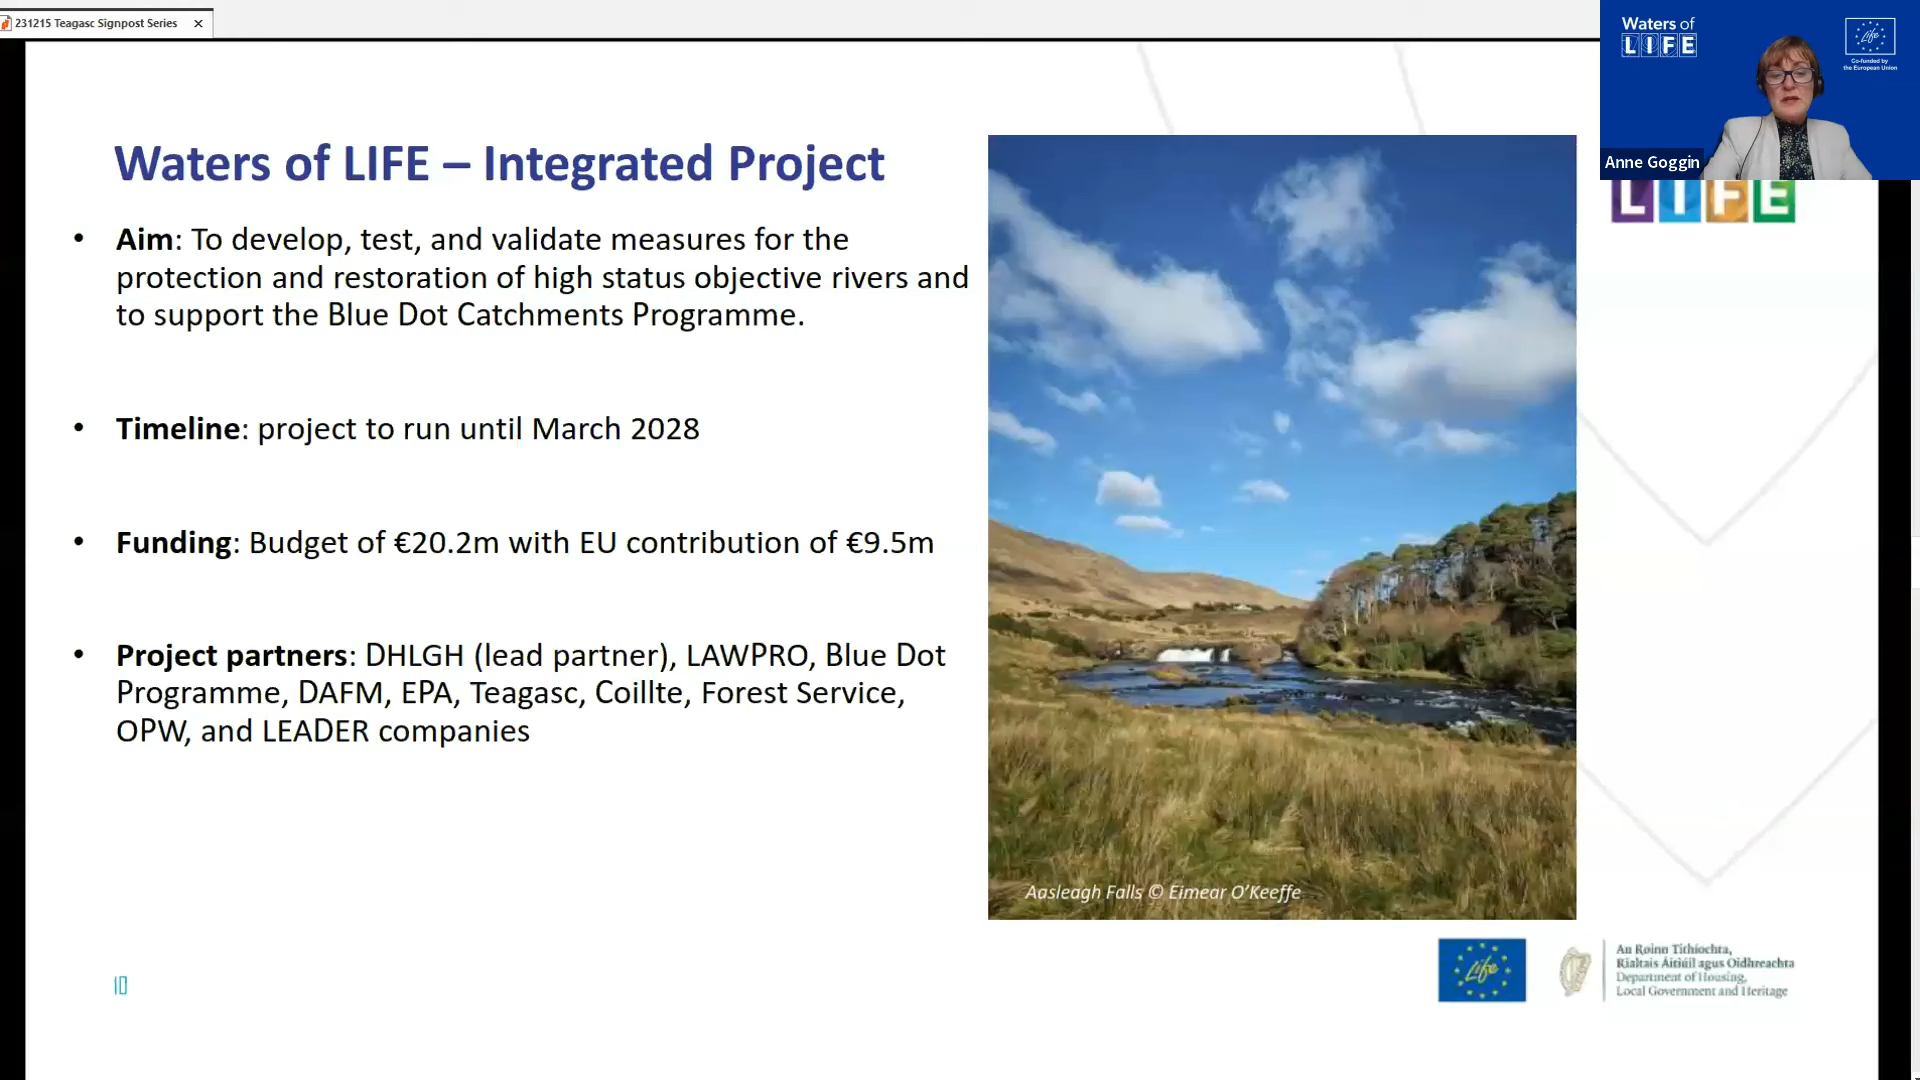 231215 Teagasc Signpost Series
Waters of
LIFE
Life
Co-funded by
the European Union
Anne Goggin
LIFE
Waters of LIFE – Integrated Project
• Aim: To develop, test, and validate measures for the
protection and restoration of high status objective rivers and
to support the Blue Dot Catchments Programme.
• Timeline: project to run until March 2028
• Funding: Budget of €20.2m with EU contribution of €9.5m
• Project partners: DHLGH (lead partner), LAWPRO, Blue Dot
Programme, DAFM, EPA, Teagasc, Coillte, Forest Service,
OPW, and LEADER companies
Aasleagh Falls © Eimear O'Keeffe
10
Life
An Roinn Tithíochta,
Rialtais Áitiúil agus Oidhreachta
Department of Housing,
Local Government and Heritage